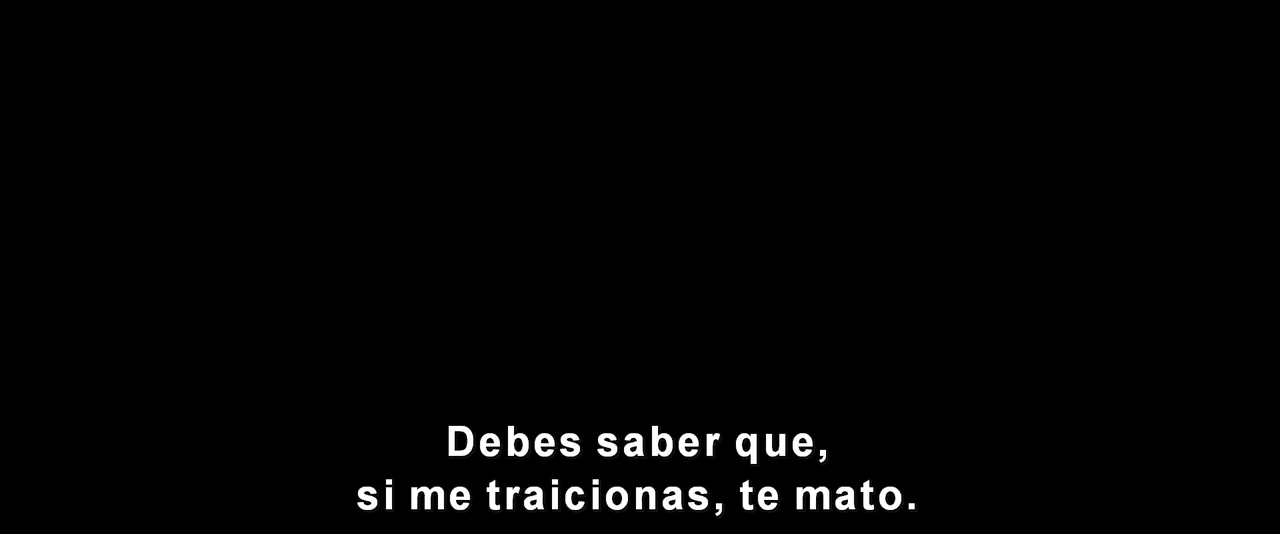 Debes saber que,
si me traicionas, te mato.